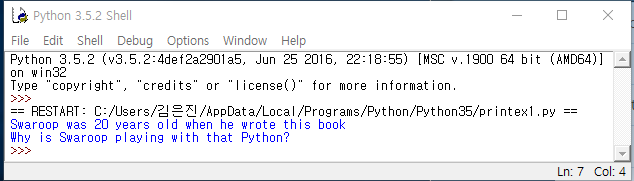 Python 3.5.2 Shell
File Edit Shell Debug Options Window Help
Python 3.5.2 (v3.5.2:4def2a2901a5, Jun 25 2016, 22:18:55) [MSC v.1900 64 bit (AMD64)]
on win32
Type "copyright", "credits" or "license()" for more information.
>>>
== RESTART: C:/Users/김은진/AppData/Local/Programs/Python/Python35/printex1.py ==
Swaroop was 20 years old when he wrote this book
Why is Swaroop playing with that Python?
>>>
Ln: 7 Col: 4